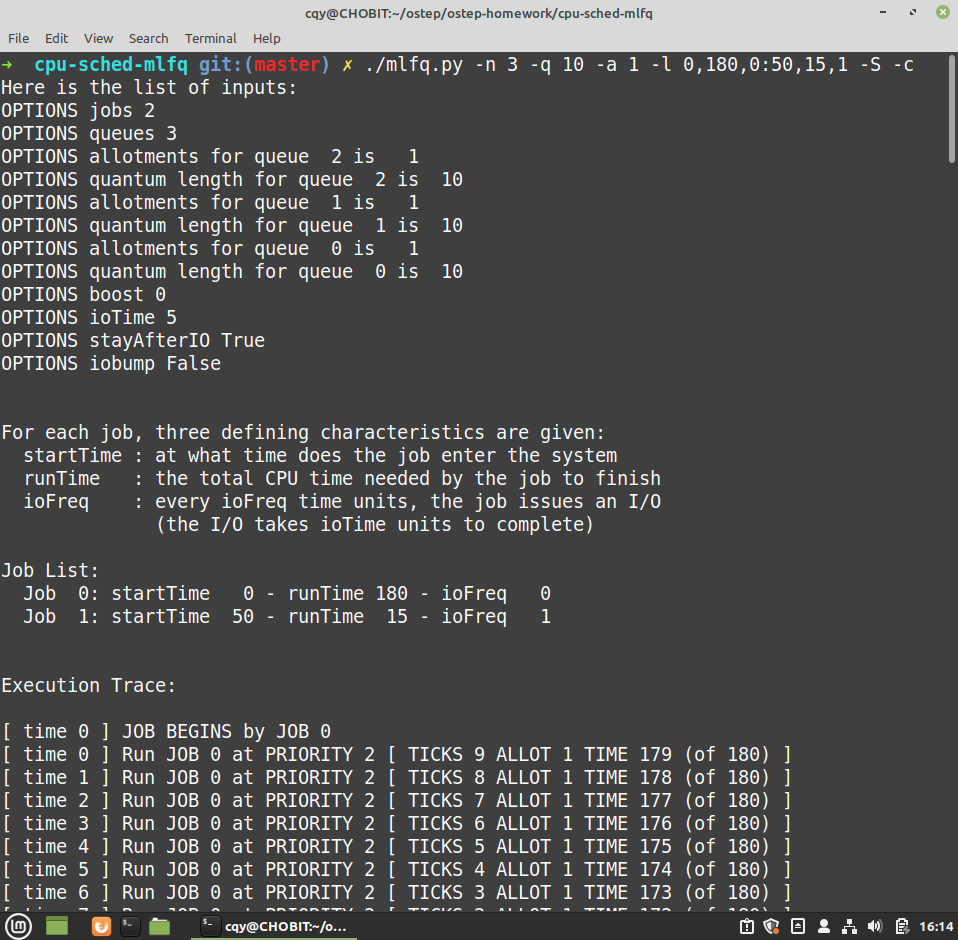 cqy@CHOBIT:~/ostep/ostep-homework/cpu-sched-mlfq
File Edit View Search Terminal Help
→ cpu-sched-mlfq git:(master) ✗ ./mlfq.py -n 3 -q 10 -a 1 -l 0,180,0:50,15,1 -S -c
Here is the list of inputs:
OPTIONS jobs 2
OPTIONS queues 3
OPTIONS allotments for queue  2 is   1
OPTIONS quantum length for queue  2 is  10
OPTIONS allotments for queue  1 is   1
OPTIONS quantum length for queue  1 is  10
OPTIONS allotments for queue  0 is   1
OPTIONS quantum length for queue  0 is  10
OPTIONS boost 0
OPTIONS ioTime 5
OPTIONS stayAfterIO True
OPTIONS iobump False
For each job, three defining characteristics are given:
  startTime : at what time does the job enter the system
  runTime   : the total CPU time needed by the job to finish
  ioFreq    : every ioFreq time units, the job issues an I/O
              (the I/O takes ioTime units to complete)
Job List:
  Job  0: startTime   0 - runTime 180 - ioFreq   0
  Job  1: startTime  50 - runTime  15 - ioFreq   1
Execution Trace:
[ time 0 ] JOB BEGINS by JOB 0
[ time 0 ] Run JOB 0 at PRIORITY 2 [ TICKS 9 ALLOT 1 TIME 179 (of 180) ]
[ time 1 ] Run JOB 0 at PRIORITY 2 [ TICKS 8 ALLOT 1 TIME 178 (of 180) ]
[ time 2 ] Run JOB 0 at PRIORITY 2 [ TICKS 7 ALLOT 1 TIME 177 (of 180) ]
[ time 3 ] Run JOB 0 at PRIORITY 2 [ TICKS 6 ALLOT 1 TIME 176 (of 180) ]
[ time 4 ] Run JOB 0 at PRIORITY 2 [ TICKS 5 ALLOT 1 TIME 175 (of 180) ]
[ time 5 ] Run JOB 0 at PRIORITY 2 [ TICKS 4 ALLOT 1 TIME 174 (of 180) ]
[ time 6 ] Run JOB 0 at PRIORITY 2 [ TICKS 3 ALLOT 1 TIME 173 (of 180) ]
cqy@CHOBIT:~/o... 16:14